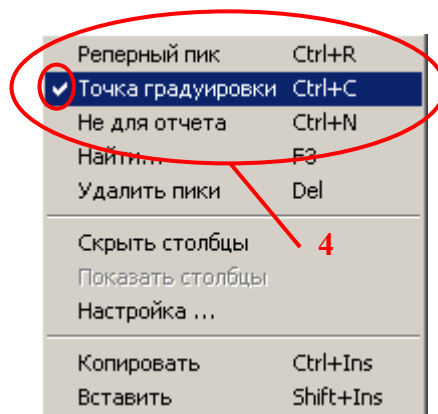 Реперный пик Ctrl+R
Точка градуировки Ctrl+C
Не для отчета Ctrl+N
Найти... F3
Удалить пики Del
Скрыть столбцы 4
Показать столбцы
Настройка ...
Копировать Ctrl+Ins
Вставить Shift+Ins